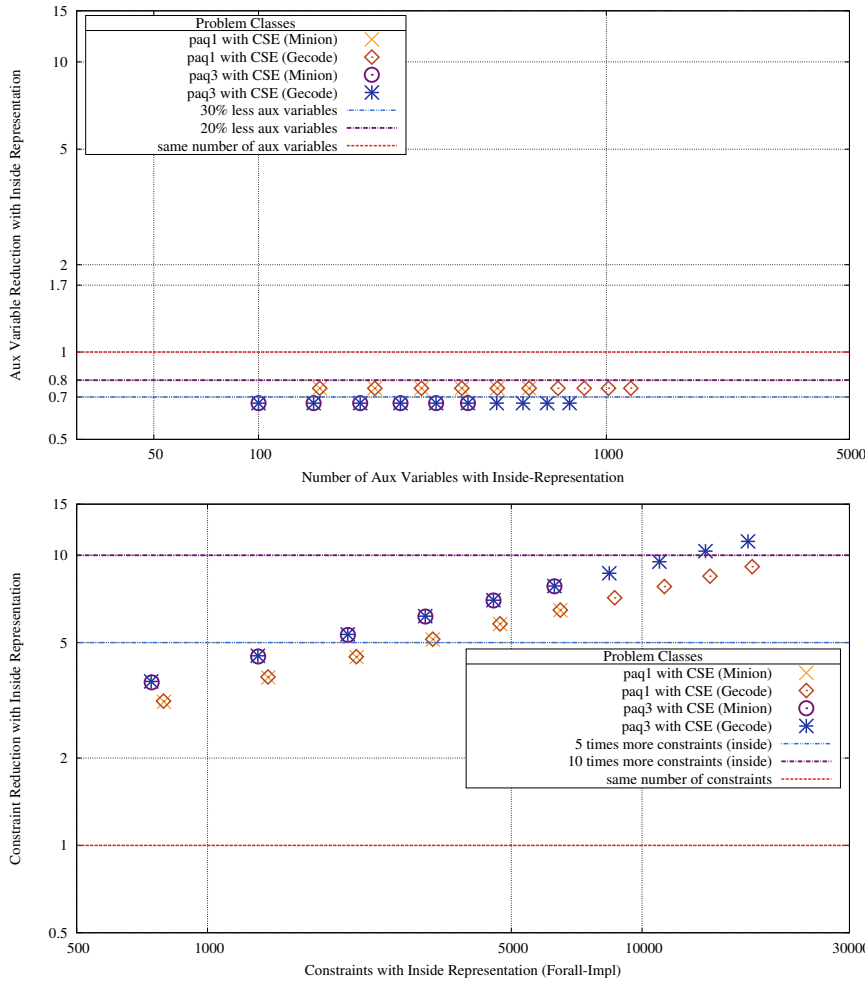 15
10
5
2
1.7
1
0.8
0.7
0.5
Aux Variable Reduction with Inside Representation
Problem Classes
paq1 with CSE (Minion)
paq1 with CSE (Gecode)
paq3 with CSE (Minion)
paq3 with CSE (Gecode)
30% less aux variables
20% less aux variables
same number of aux variables
50 100 1000 5000
Number of Aux Variables with Inside-Representation
15
10
5
2
1
0.5
Constraint Reduction with Inside Representation
Problem Classes
paq1 with CSE (Minion)
paq1 with CSE (Gecode)
paq3 with CSE (Minion)
paq3 with CSE (Gecode)
5 times more constraints (inside)
10 times more constraints (inside)
same number of constraints
500 1000 5000 10000 30000
Constraints with Inside Representation (Forall-Impl)